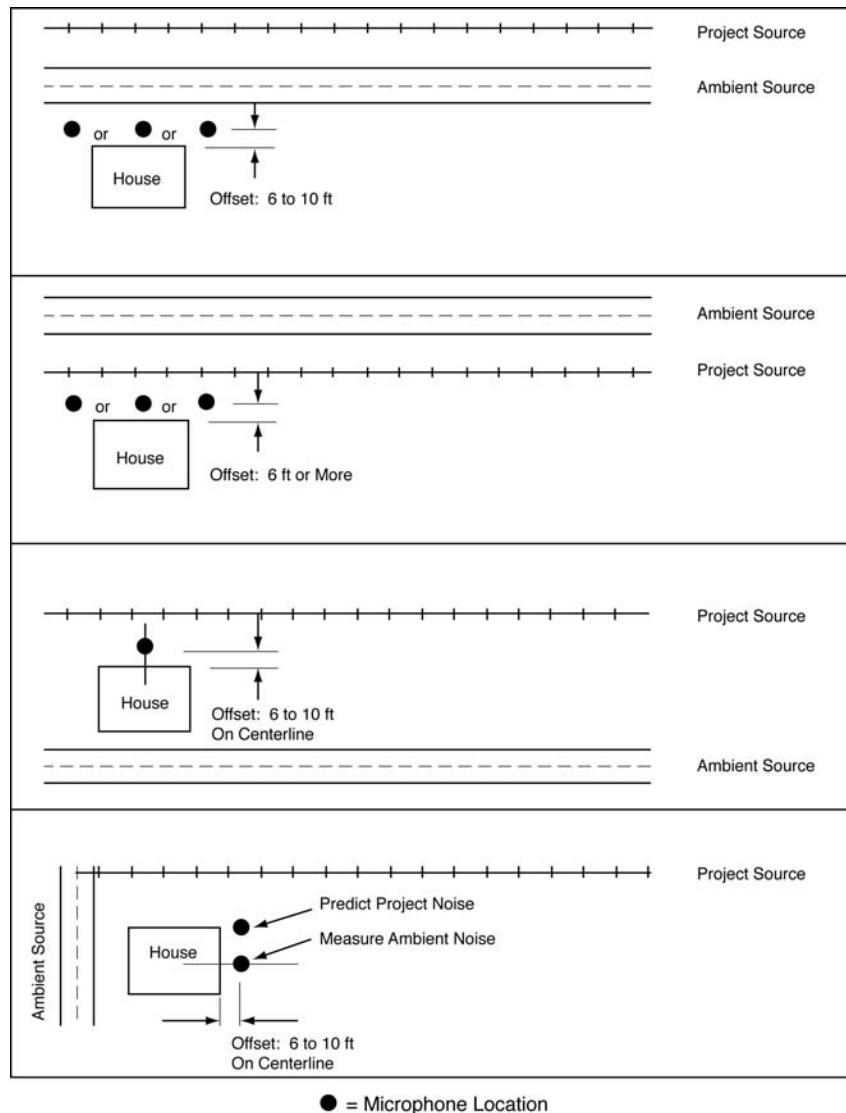 Project Source
Ambient Source
or or
House
Offset: 6 to 10 ft
Ambient Source
Project Source
or or
House
Offset: 6 ft or More
Project Source
House
Offset: 6 to 10 ft
On Centerline
Ambient Source
Project Source
Ambient Source
Predict Project Noise
House
Measure Ambient Noise
Offset: 6 to 10 ft
On Centerline
= Microphone Location